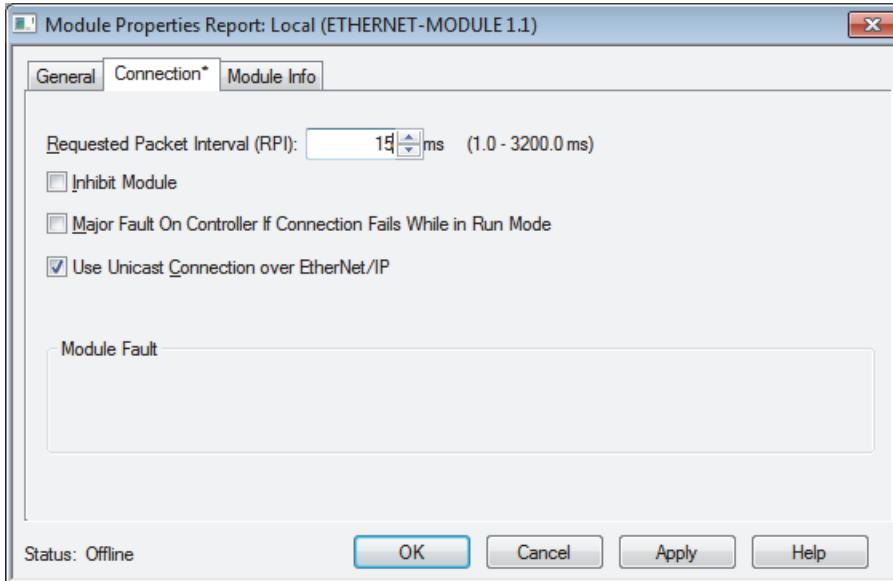 Module Properties Report: Local (ETHERNET-MODULE 1.1)
General Connection* Module Info
Requested Packet Interval (RPI): 15 ms (1.0 - 3200.0 ms)
Inhibit Module
Major Fault On Controller If Connection Fails While in Run Mode
Use Unicast Connection over EtherNet/IP
Module Fault
Status: Offline OK Cancel Apply Help